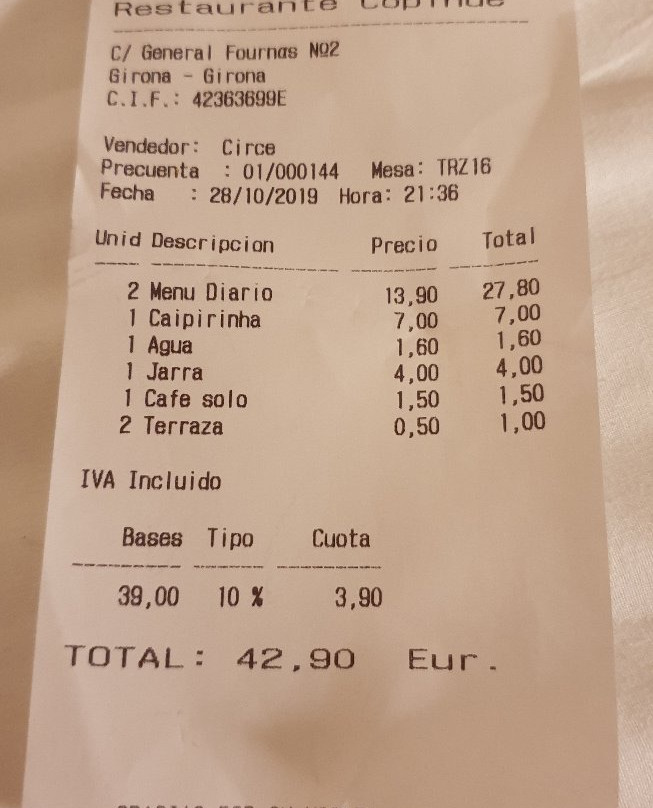 Restaurante
C/ General Fournas Nº2
Girona - Girona
C.I.F.: 42363699E
Vendedor: Circe
Precuenta : 01/000144 Mesa: TRZ16
Fecha : 28/10/2019 Hora: 21:36
Unid Descripcion Precio Total
2 Menu Diario 13,90 27,80
1 Caipirinha 7,00 7,00
1 Agua 1,60 1,60
1 Jarra 4,00 4,00
1 Cafe solo 1,50 1,50
2 Terraza 0,50 1,00
IVA Incluido
Bases Tipo Cuota
39,00 10 % 3,90
TOTAL: 42,90 Eur.